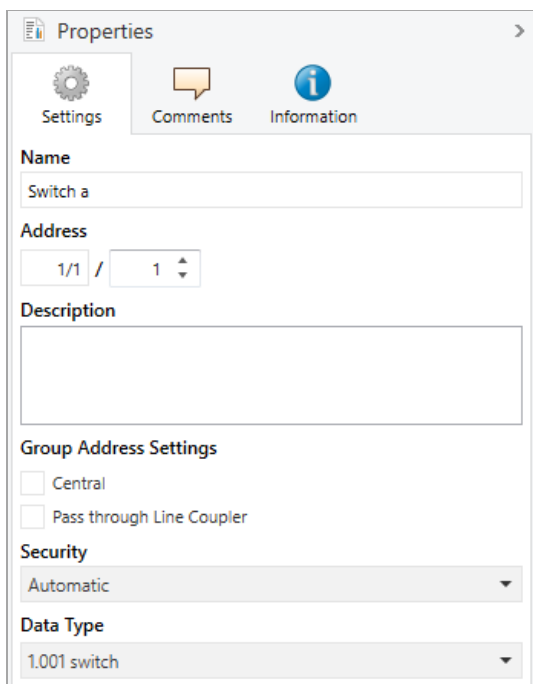 Properties
Settings Comments Information
Name
Switch a
Address
1/1 / 1
Description
Group Address Settings
Central
Pass through Line Coupler
Security
Automatic
Data Type
1.001 switch